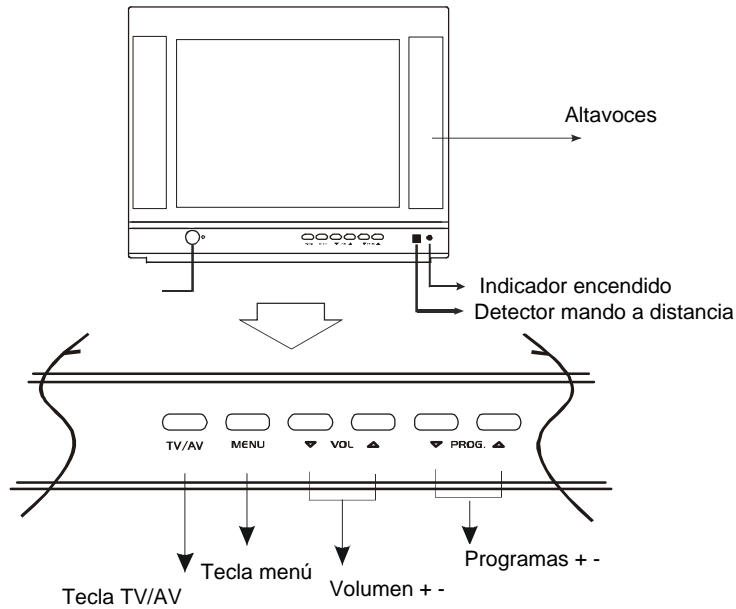 Altavoces
Indicador encendido
Detector mando a distancia
TV/AV MENU VOL PROG.
Programas + -
Tecla menú
Volumen + -
Tecla TV/AV